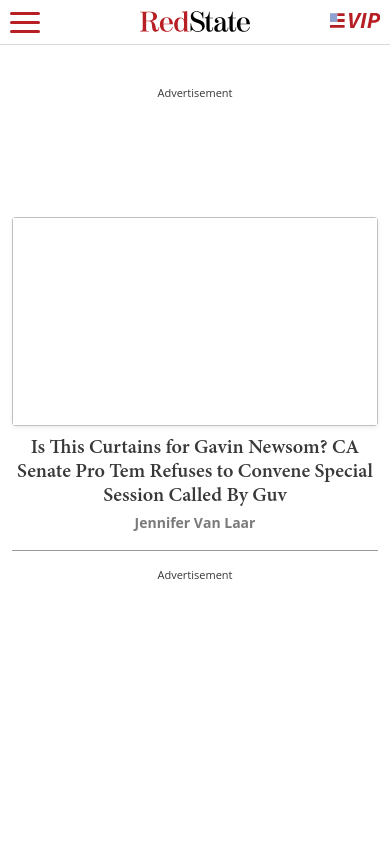 RedState
VIP
Advertisement
Is This Curtains for Gavin Newsom? CA
Senate Pro Tem Refuses to Convene Special
Session Called By Guv
Jennifer Van Laar
Advertisement